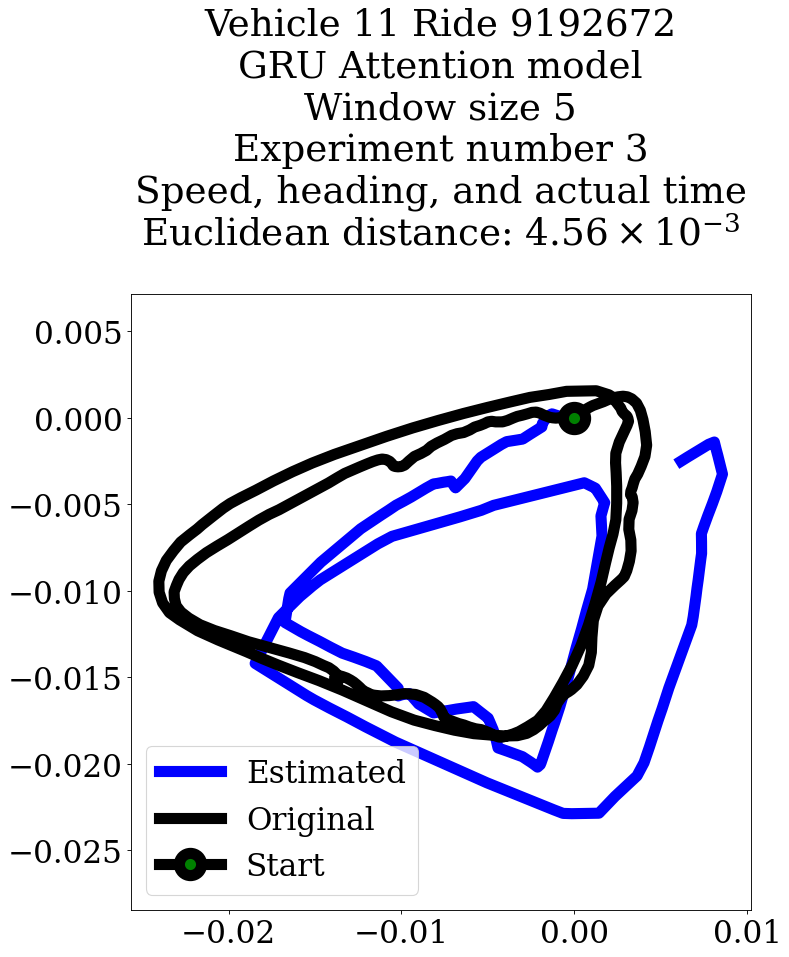 Vehicle 11 Ride 9192672
GRU Attention model
Window size 5
Experiment number 3
Speed, heading, and actual time
Euclidean distance: 4.56 × 10⁻³
0.005
0.000
−0.005
−0.010
−0.015
−0.020
−0.025
Estimated
Original
Start
−0.02
−0.01
0.00
0.01